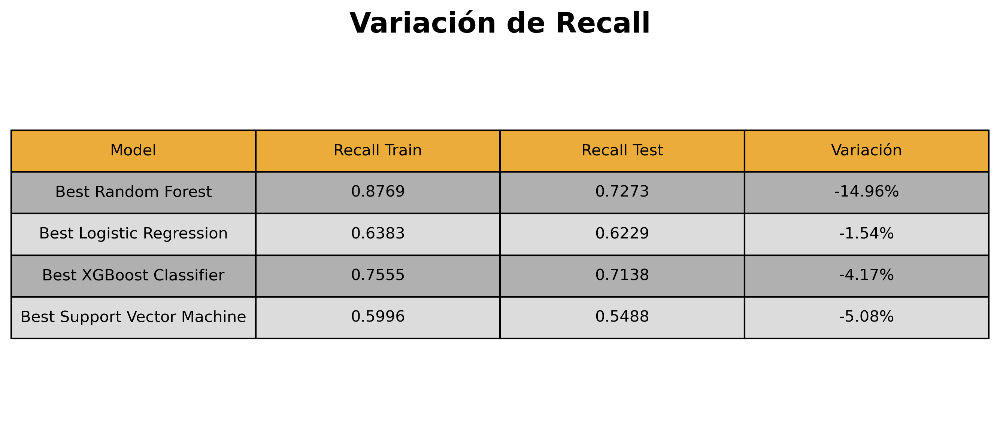 Variación de Recall
Model Recall Train Recall Test Variación
Best Random Forest 0.8769 0.7273 -14.96%
Best Logistic Regression 0.6383 0.6229 -1.54%
Best XGBoost Classifier 0.7555 0.7138 -4.17%
Best Support Vector Machine 0.5996 0.5488 -5.08%